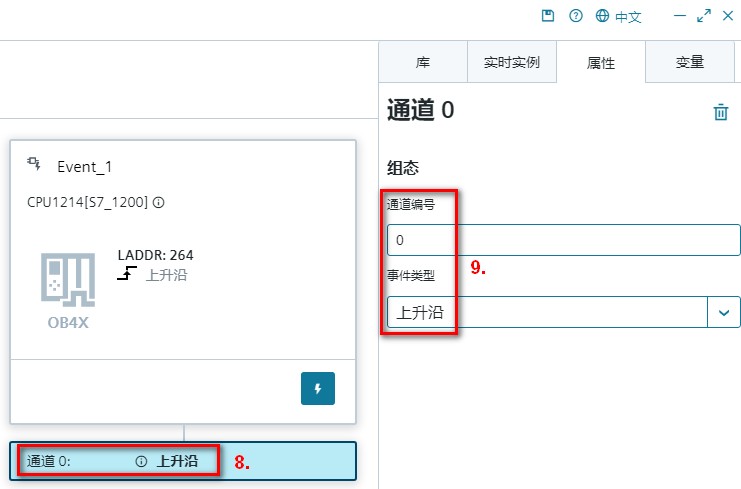 中文
库
实时实例
属性
变量
通道 0
Event_1
组态
CPU1214[S7_1200]
通道编号
0
LADDR: 264
上升沿
9.
事件类型
上升沿
OB4X
通道 0:
上升沿
8.